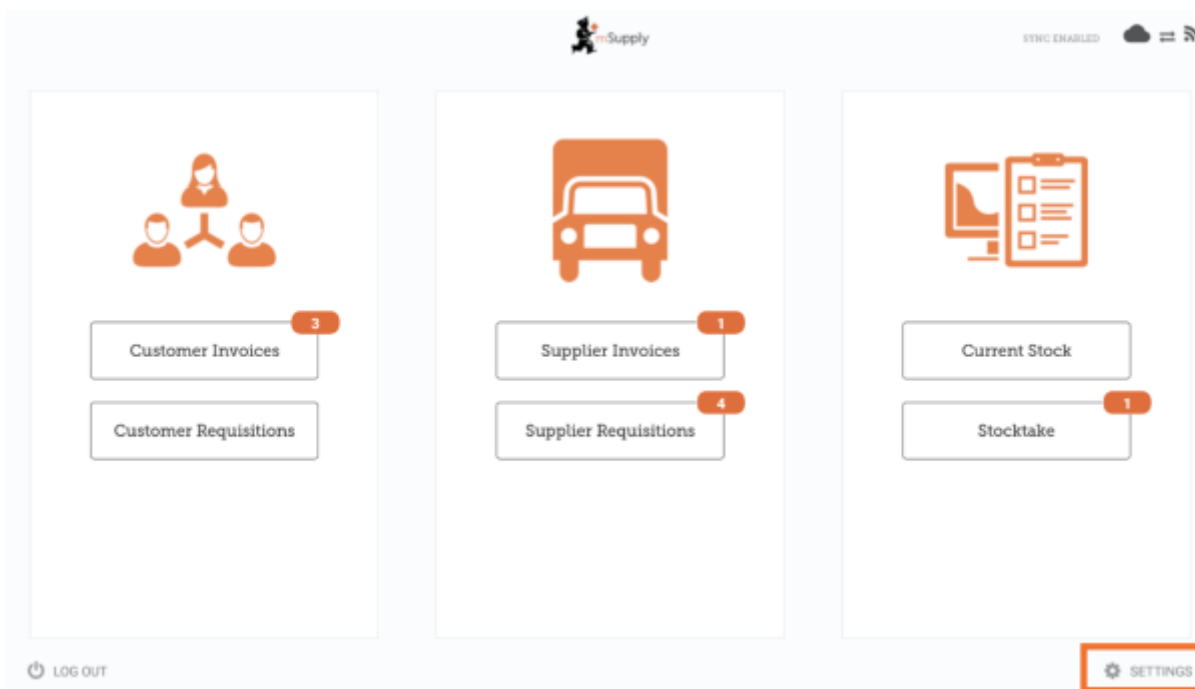 mSupply
SYNC ENABLED
3
Customer Invoices
Customer Requisitions
1
Supplier Invoices
4
Supplier Requisitions
Current Stock
1
Stocktake
LOG OUT
SETTINGS